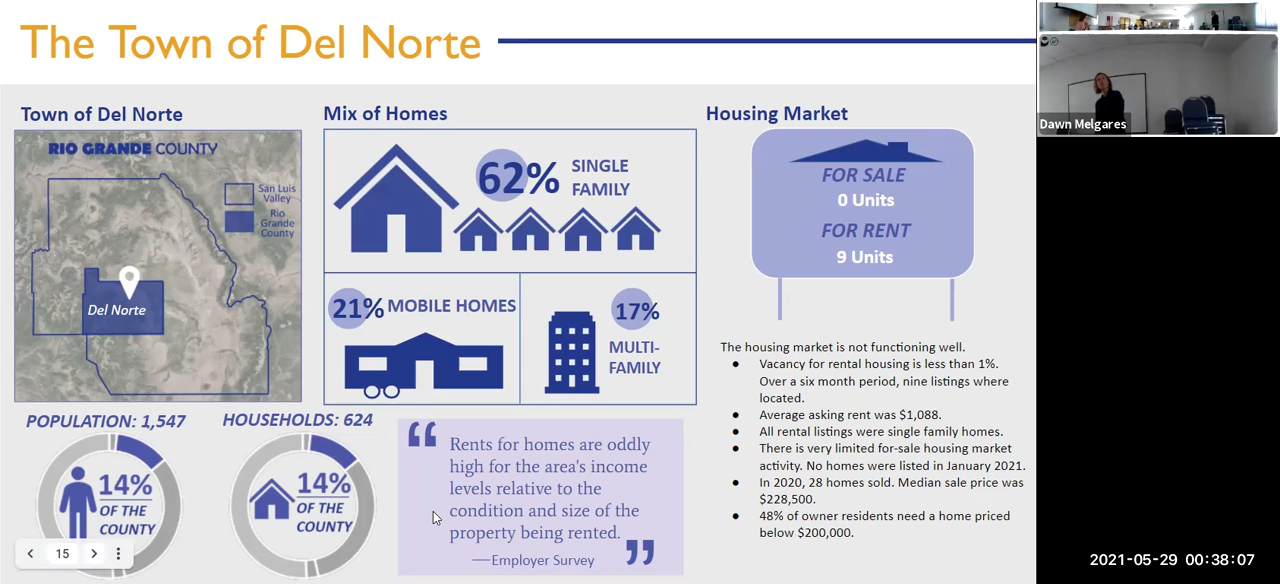 The Town of Del Norte
Town of Del Norte
RIO GRANDE COUNTY
San Luis
Valley
Rio
Grande
County
Del Norte
POPULATION: 1,547
14%
OF THE
COUNTY
HOUSEHOLDS: 624
14%
OF THE
COUNTY
Mix of Homes
62% SINGLE
FAMILY
21% MOBILE HOMES
17%
MULTI-
FAMILY
“
Rents for homes are oddly
high for the area's income
levels relative to the
condition and size of the
property being rented.
”
—Employer Survey
Housing Market
FOR SALE
0 Units
FOR RENT
9 Units
The housing market is not functioning well.
● Vacancy for rental housing is less than 1%.
Over a six month period, nine listings where
located.
● Average asking rent was $1,088.
● All rental listings were single family homes.
● There is very limited for-sale housing market
activity. No homes were listed in January 2021.
● In 2020, 28 homes sold. Median sale price was
$228,500.
● 48% of owner residents need a home priced
below $200,000.
15
Dawn Melgares
2021-05-29 00:38:07